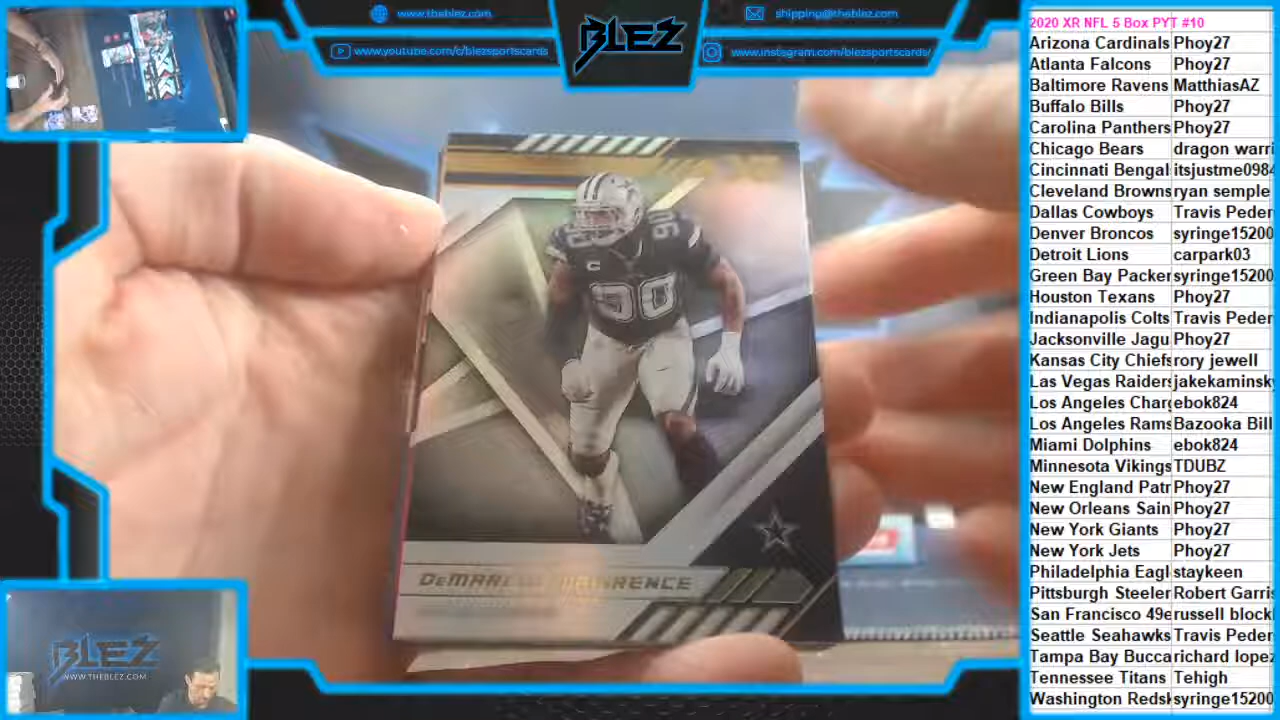 www.theblez.com
www.youtube.com/c/blezsportscards
BLEZ
shipping@theblez.com
www.instagram.com/blezsportscards/
90
C
90
DEMARCUS LAWRENCE
BLEZ
WWW.THEBLEZ.COM
2020 XR NFL 5 Box PYT #10
Arizona Cardinals Phoy27
Atlanta Falcons Phoy27
Baltimore Ravens MatthiasAZ
Buffalo Bills Phoy27
Carolina Panthers Phoy27
Chicago Bears dragon warri
Cincinnati Bengal itsjustme0984
Cleveland Browns ryan semple
Dallas Cowboys Travis Peder
Denver Broncos syringe15200
Detroit Lions carpark03
Green Bay Packer syringe15200
Houston Texans Phoy27
Indianapolis Colts Travis Peder
Jacksonville Jagu Phoy27
Kansas City Chiefs rory jewell
Las Vegas Raiders jakekaminsky
Los Angeles Charg ebok824
Los Angeles Rams Bazooka Bill
Miami Dolphins ebok824
Minnesota Vikings TDUBZ
New England Patr Phoy27
New Orleans Sain Phoy27
New York Giants Phoy27
New York Jets Phoy27
Philadelphia Eagl staykeen
Pittsburgh Steeler Robert Garris
San Francisco 49e russell block
Seattle Seahawks Travis Peder
Tampa Bay Bucca richard lopez
Tennessee Titans Tehigh
Washington Redsk syringe15200